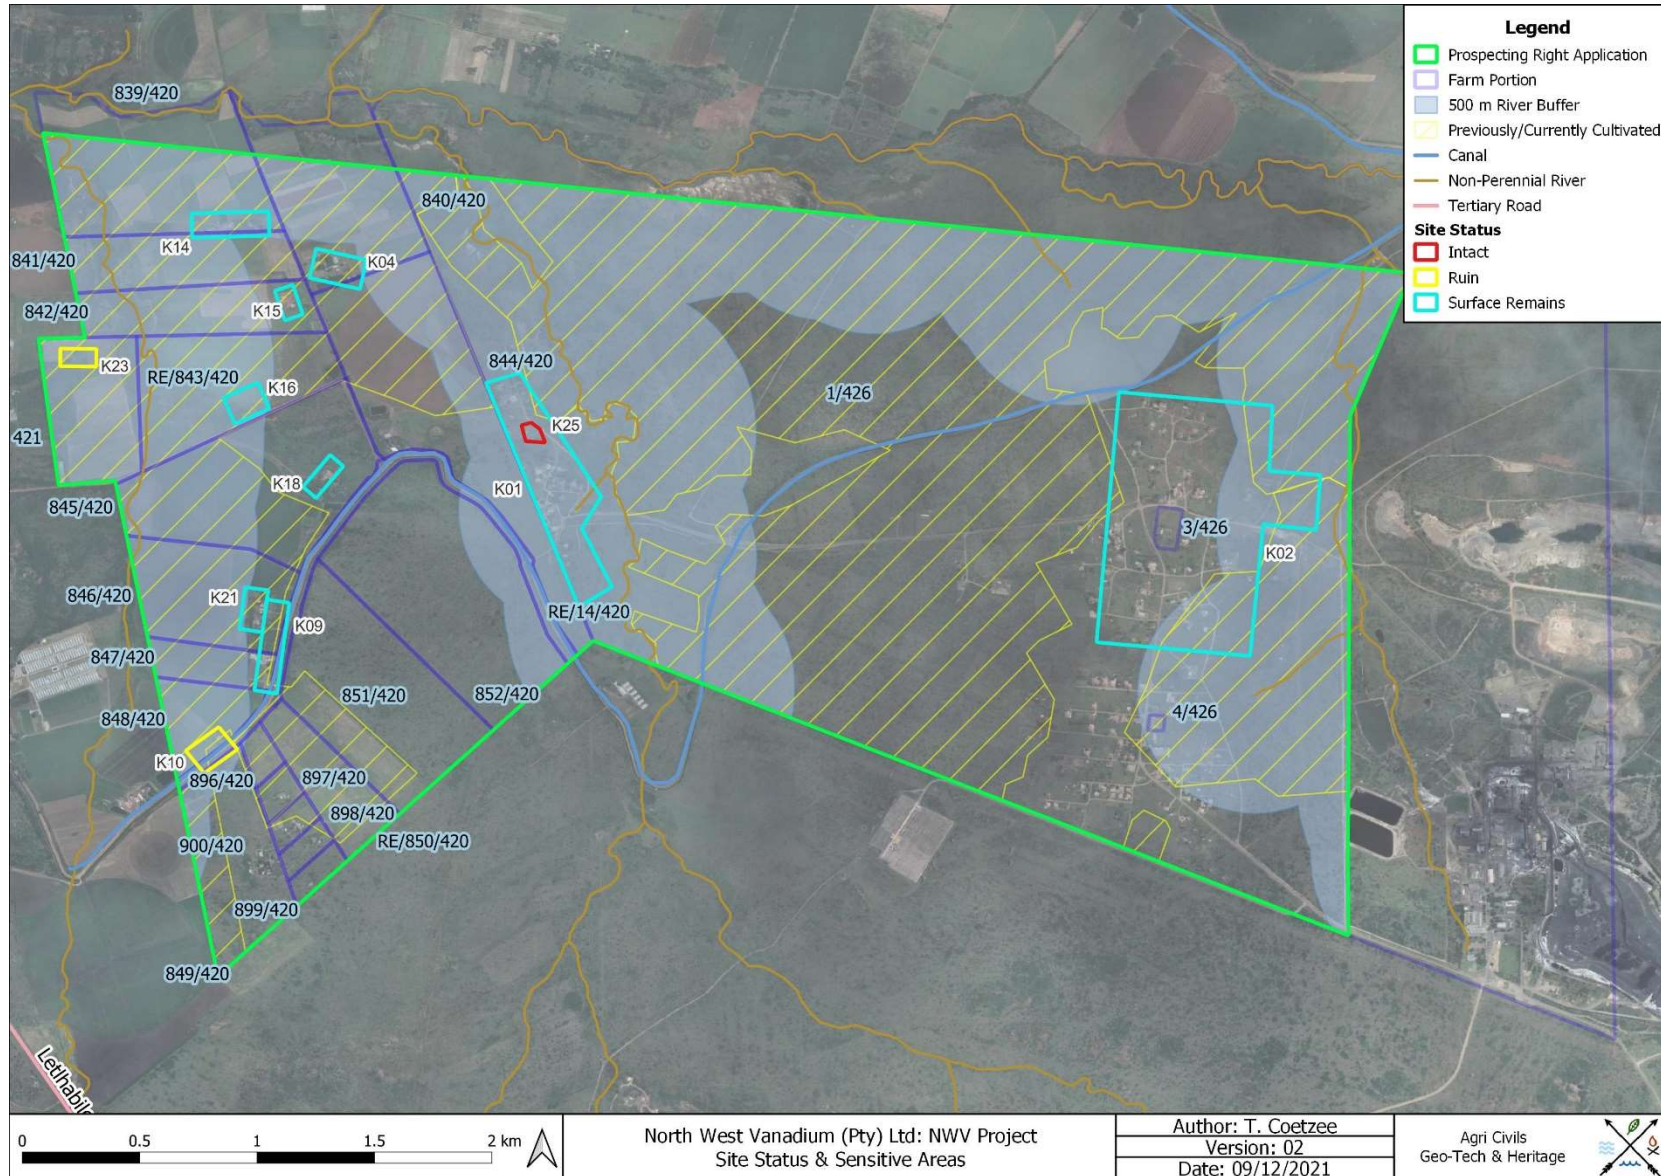 Legend
Prospecting Right Application
Farm Portion
500 m River Buffer
Previously/Currently Cultivated
Canal
Non-Perennial River
Tertiary Road
Site Status
Intact
Ruin
Surface Remains
839/420
840/420
K14
K04
841/420
842/420
K15
K23
844/420
RE/843/420
K16
1/426
K25
421
K18
K01
845/420
3/426
K02
846/420
K21
K09
RE/14/420
847/420
851/420
852/420
848/420
4/426
K10
896/420
897/420
898/420
900/420
RE/850/420
899/420
849/420
Letlhabile
0 0.5 1 1.5 2 km
North West Vanadium (Pty) Ltd: NWV Project
Site Status & Sensitive Areas
Author: T. Coetzee
Version: 02
Date: 09/12/2021
Agri Civils
Geo-Tech & Heritage